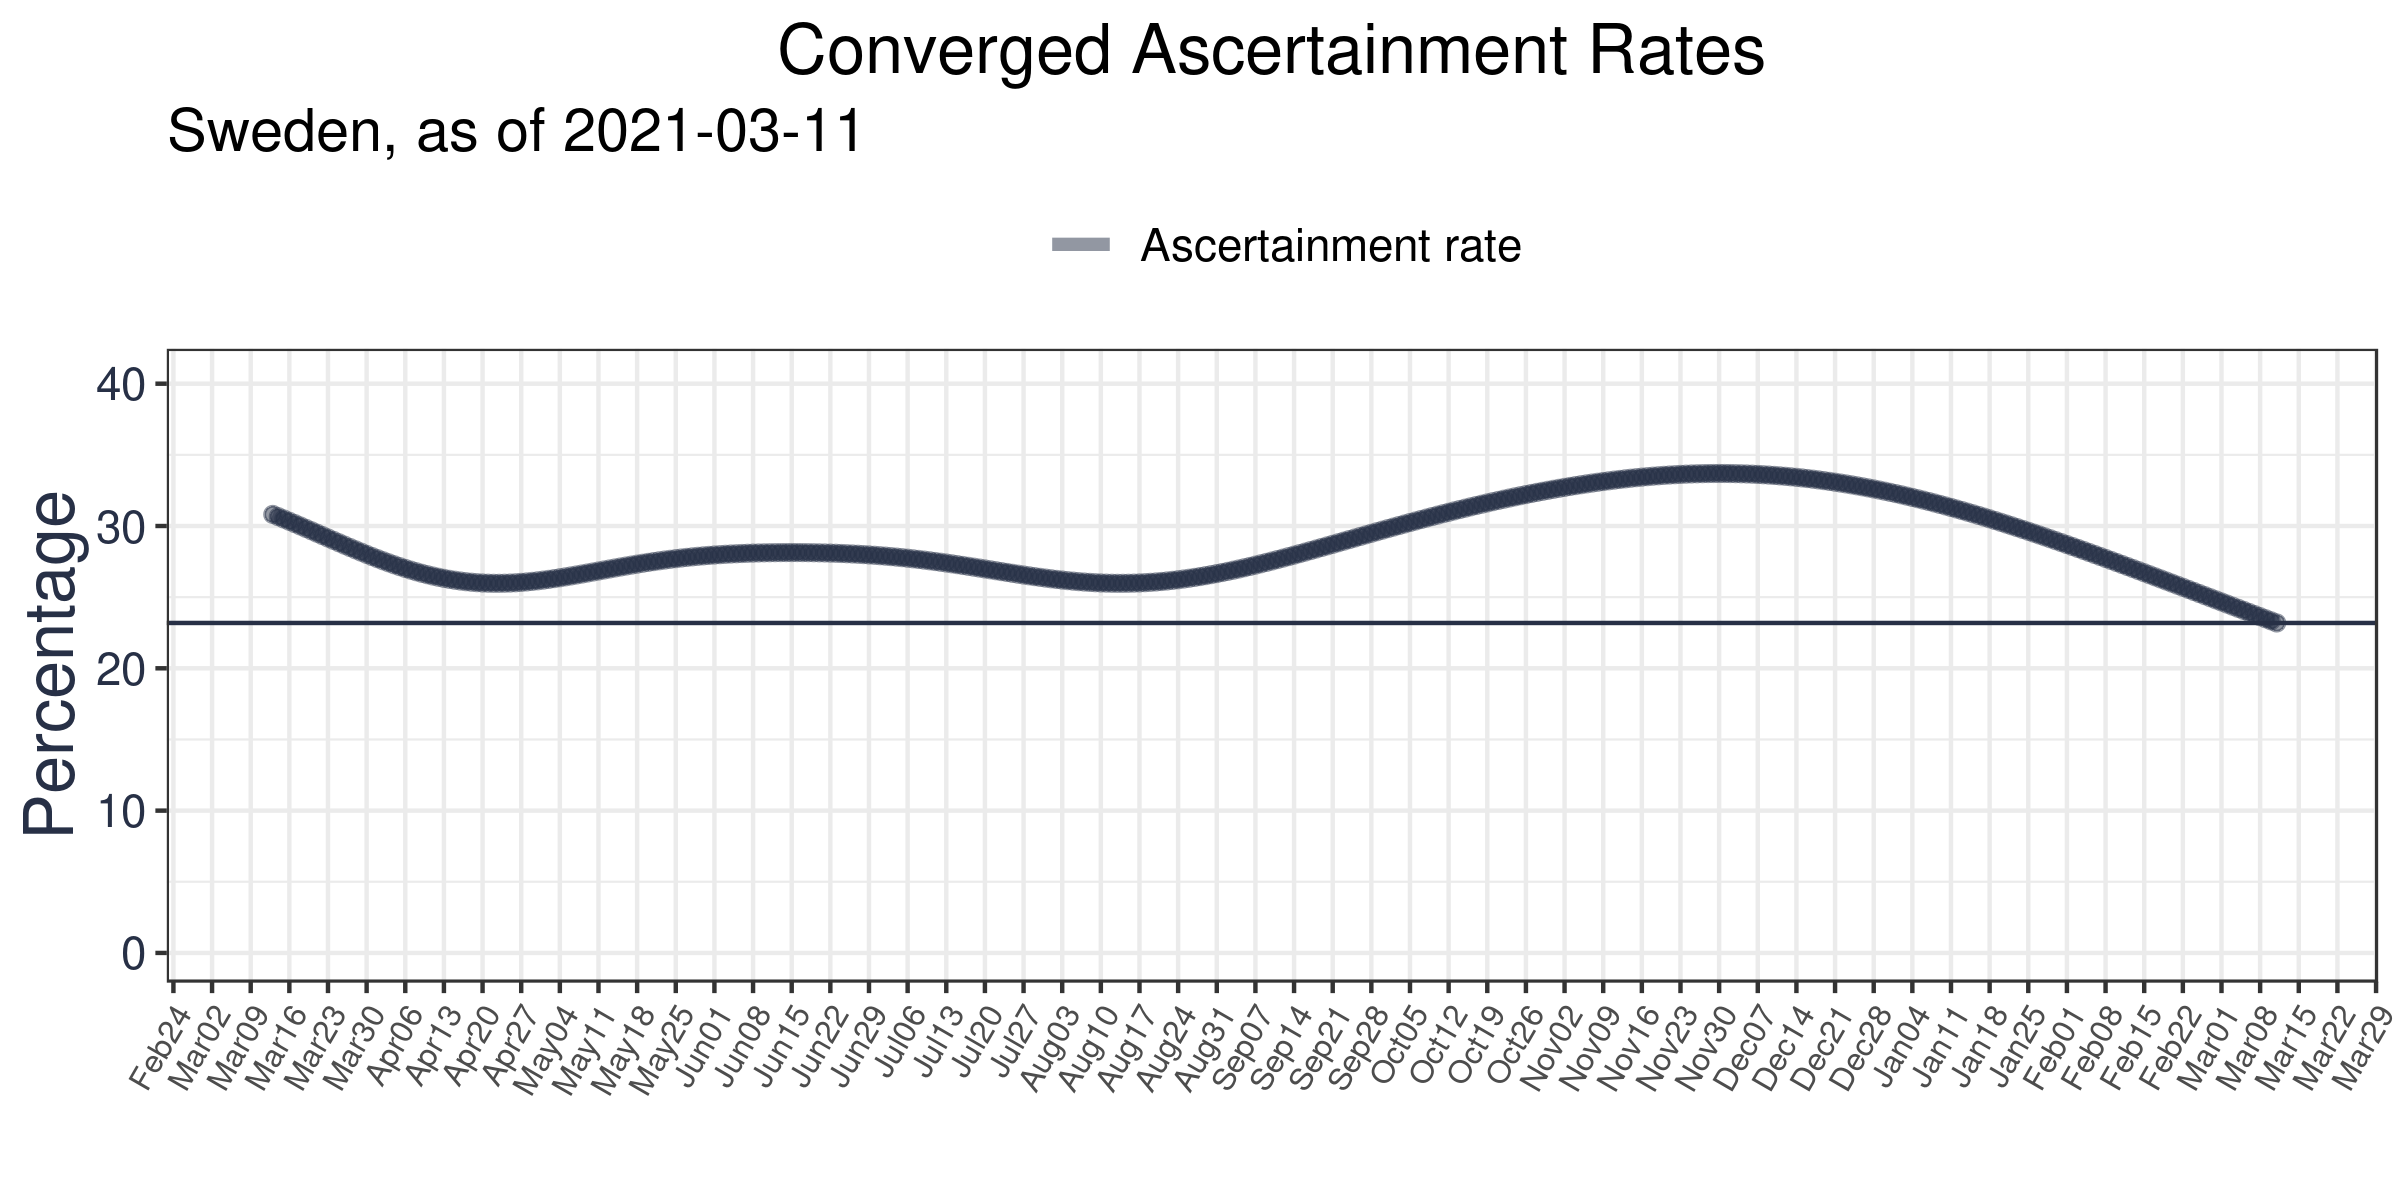 Converged Ascertainment Rates
Sweden, as of 2021-03-11
Ascertainment rate
Percentage
40
30
20
10
0
Feb24 Mar02 Mar09 Mar16 Mar23 Mar30 Apr06 Apr13 Apr20 Apr27 May04 May11 May18 May25 Jun01 Jun08 Jun15 Jun22 Jun29 Jul06 Jul13 Jul20 Jul27 Aug03 Aug10 Aug17 Aug24 Aug31 Sep07 Sep14 Sep21 Sep28 Oct05 Oct12 Oct19 Oct26 Nov02 Nov09 Nov16 Nov23 Nov30 Dec07 Dec14 Dec21 Dec28 Jan04 Jan11 Jan18 Jan25 Feb01 Feb08 Feb15 Feb22 Mar01 Mar08 Mar15 Mar22 Mar29